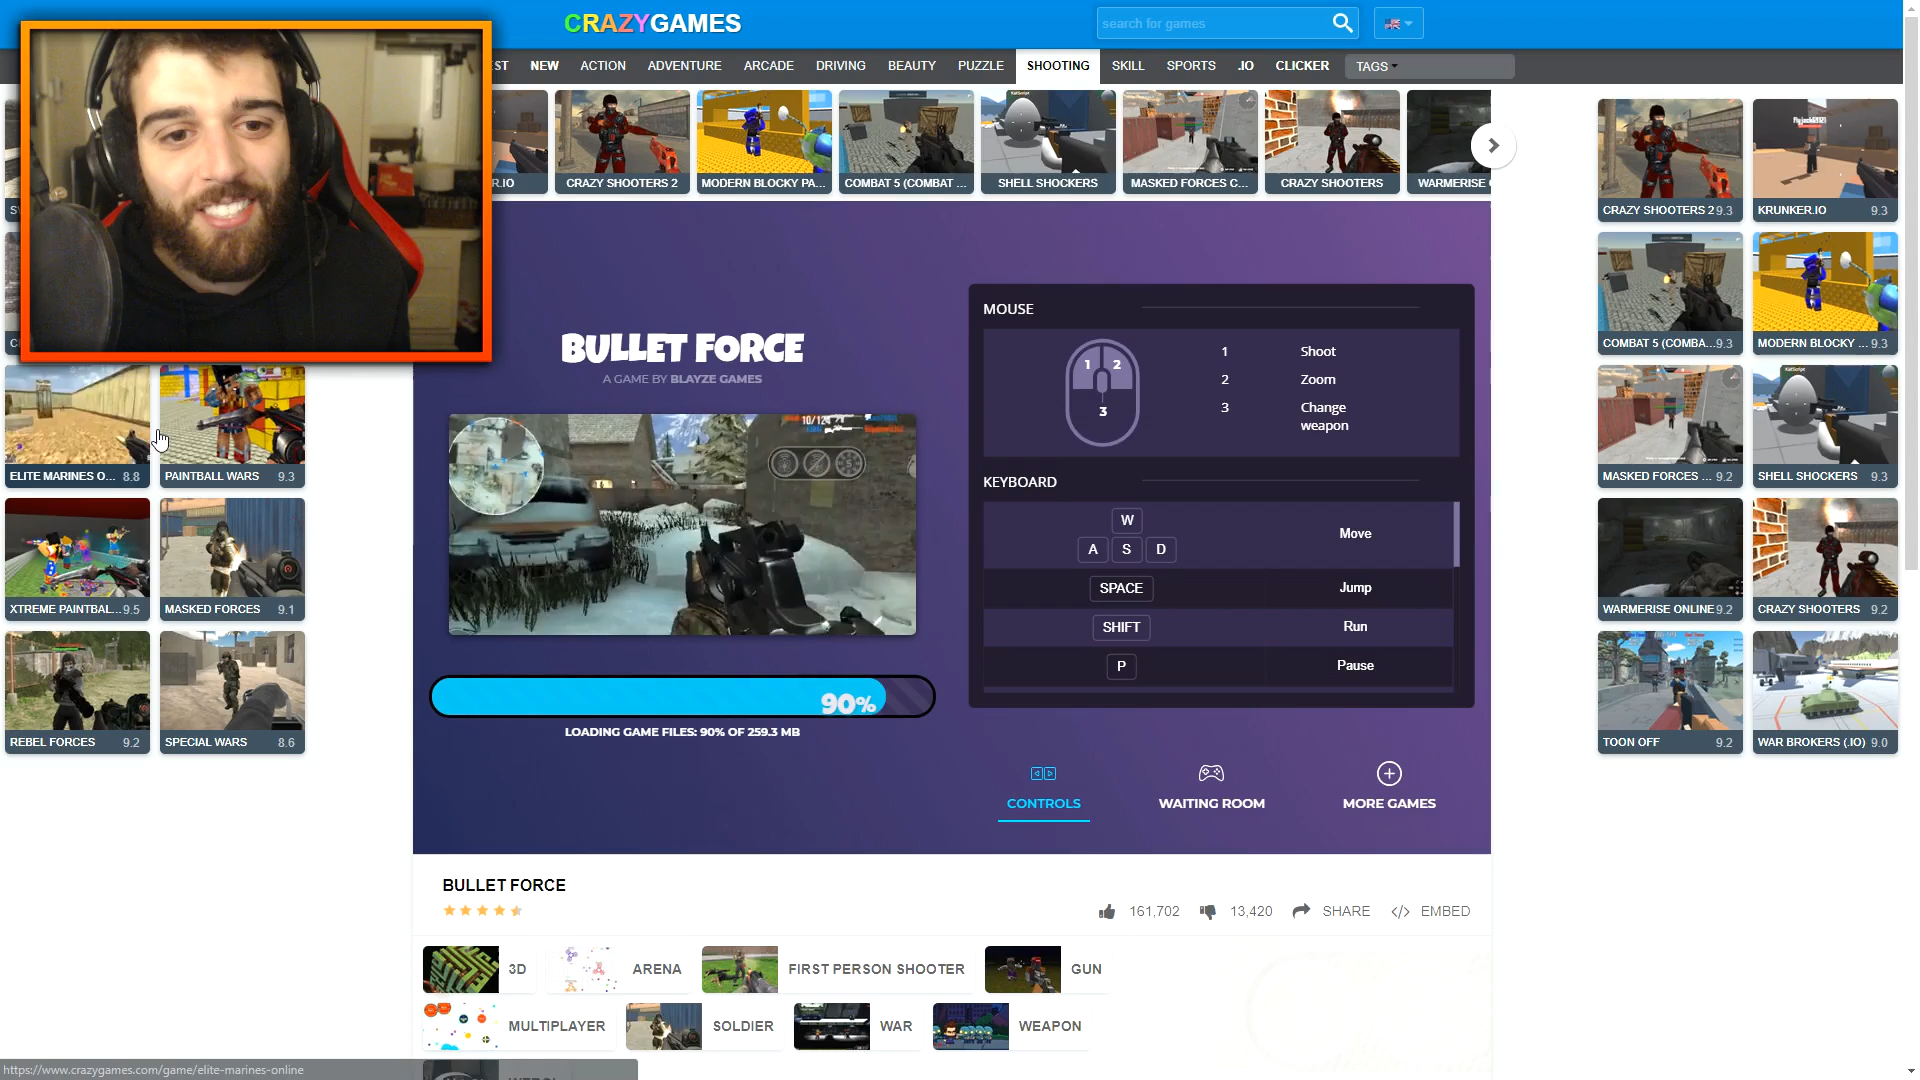 CRAZYGAMES
search for games
ST NEW ACTION ADVENTURE ARCADE DRIVING BEAUTY PUZZLE SHOOTING SKILL SPORTS .IO CLICKER TAGS
R.IO
CRAZY SHOOTERS 2
MODERN BLOCKY PA...
COMBAT 5 (COMBAT ...
SHELL SHOCKERS
MASKED FORCES C...
CRAZY SHOOTERS
WARMERISE
CRAZY SHOOTERS 2 9.3
KRUNKER.IO 9.3
COMBAT 5 (COMBA... 9.3
MODERN BLOCKY ... 9.3
MASKED FORCES ... 9.2
SHELL SHOCKERS 9.3
WARMERISE ONLINE 9.2
CRAZY SHOOTERS 9.2
TOON OFF 9.2
WAR BROKERS (.IO) 9.0
ELITE MARINES O... 8.8
PAINTBALL WARS 9.3
XTREME PAINTBAL... 9.5
MASKED FORCES 9.1
REBEL FORCES 9.2
SPECIAL WARS 8.6
BULLET FORCE
A GAME BY BLAYZE GAMES
10/124
90%
LOADING GAME FILES: 90% OF 259.3 MB
MOUSE
1 2
3
1 Shoot
2 Zoom
3 Change
weapon
KEYBOARD
W
A S D Move
SPACE Jump
SHIFT Run
P Pause
CONTROLS
WAITING ROOM
MORE GAMES
BULLET FORCE
161,702 13,420 SHARE EMBED
3D ARENA FIRST PERSON SHOOTER GUN
MULTIPLAYER SOLDIER WAR WEAPON
https://www.crazygames.com/game/elite-marines-online